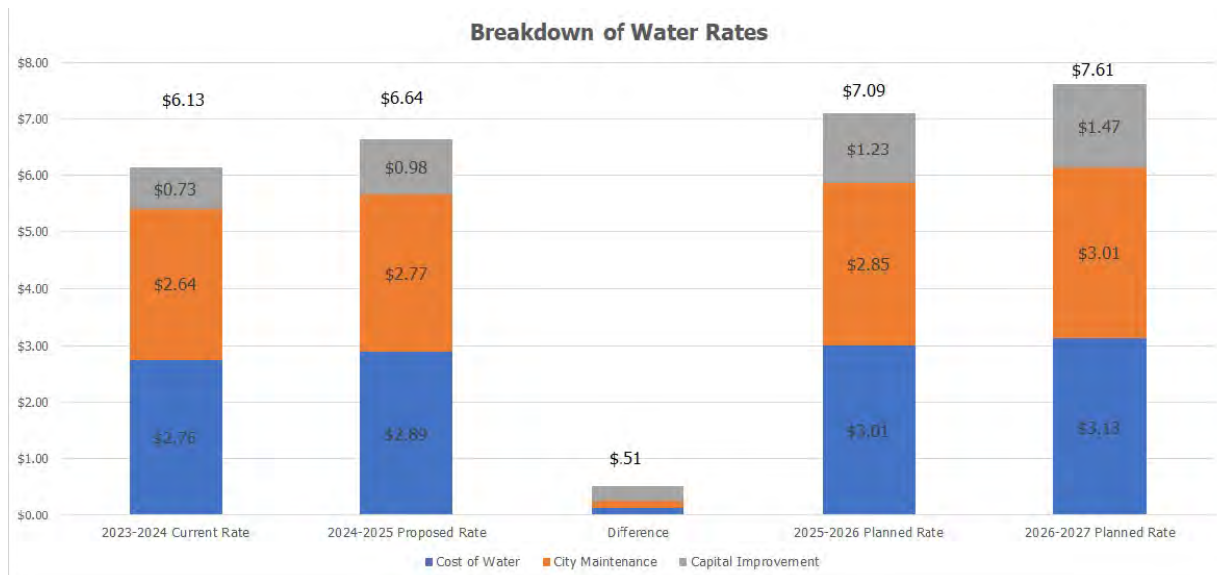 Breakdown of Water Rates
$8.00
$7.00
$6.00
$5.00
$4.00
$3.00
$2.00
$1.00
$0.00
$6.13
$0.73
$2.64
$2.76
$6.64
$0.98
$2.77
$2.89
$.51
$7.09
$1.23
$2.85
$3.01
$7.61
$1.47
$3.01
$3.13
2023-2024 Current Rate
2024-2025 Proposed Rate
Difference
2025-2026 Planned Rate
2026-2027 Planned Rate
Cost of Water
City Maintenance
Capital Improvement